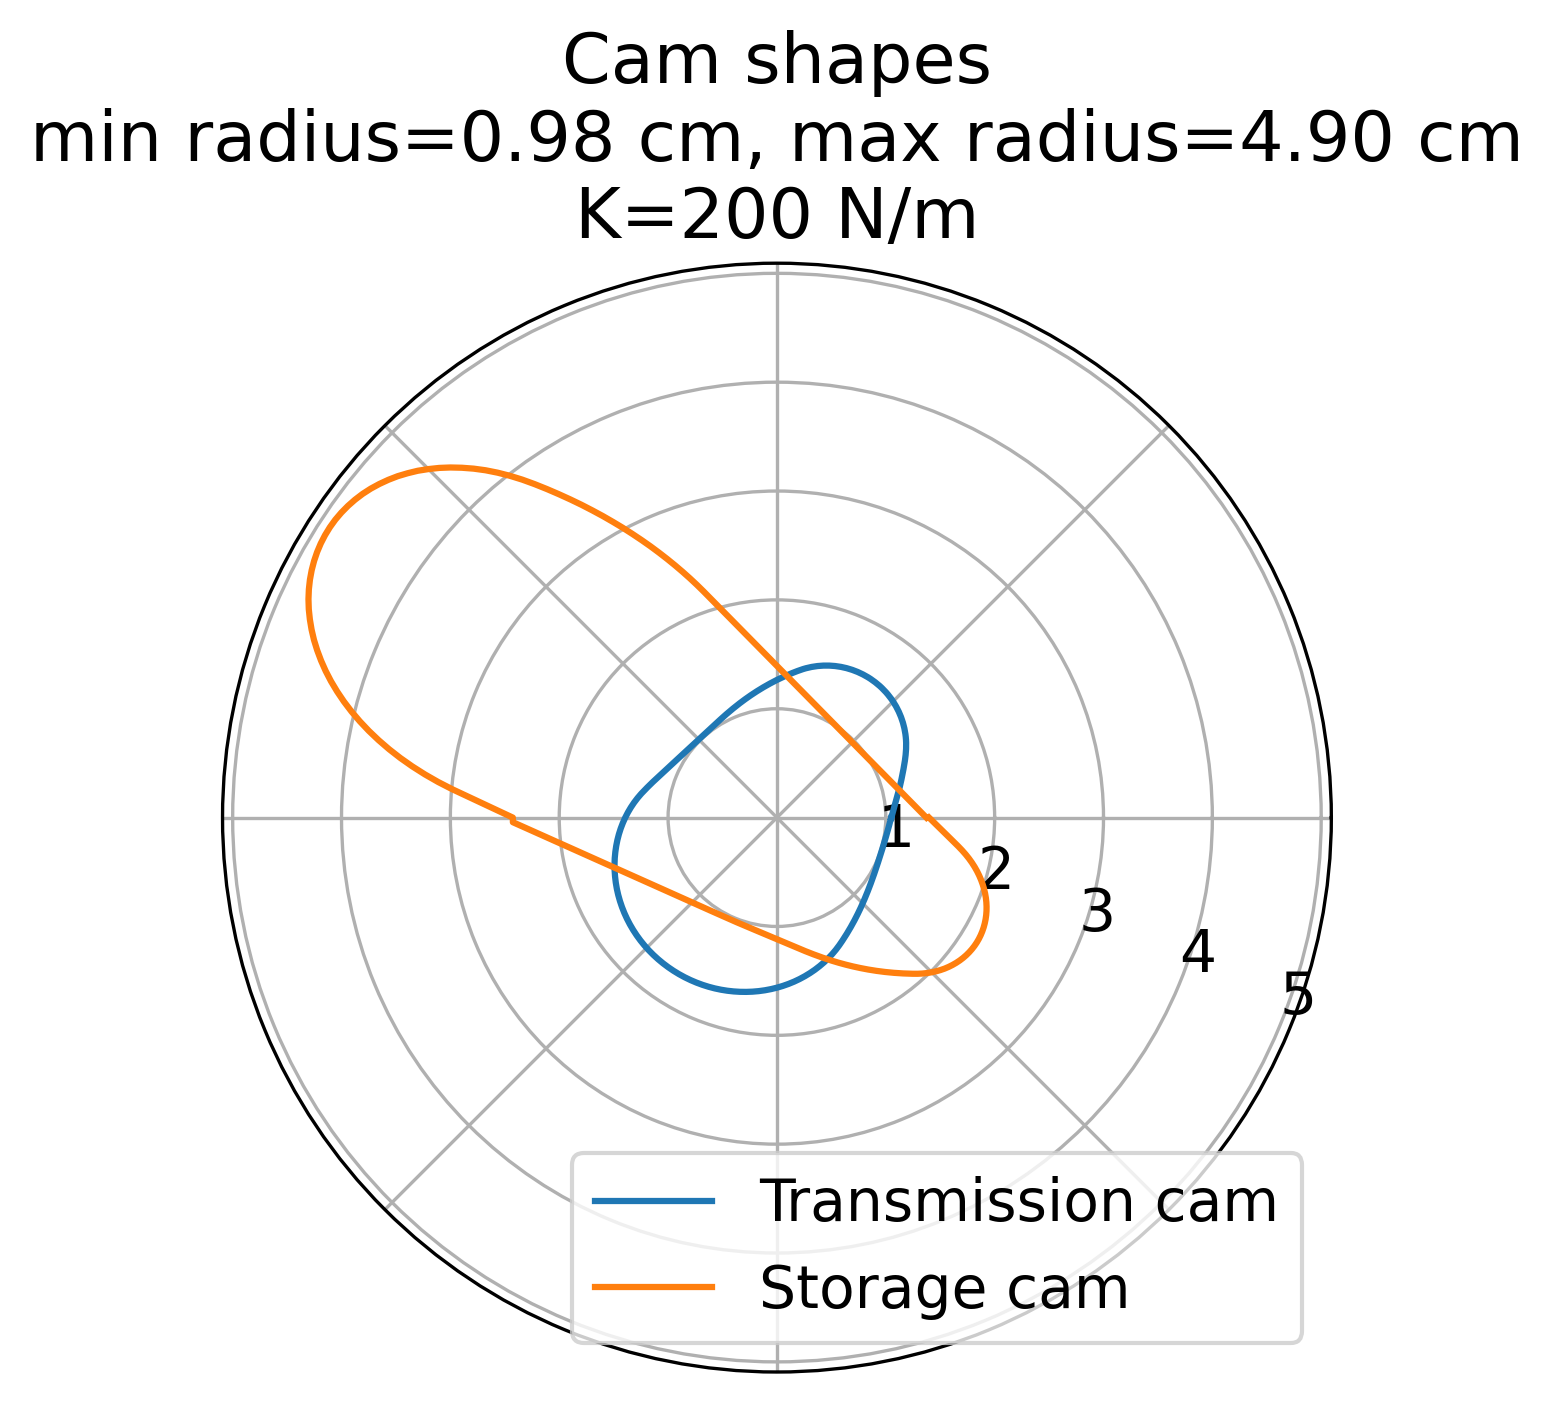 Cam shapes
min radius=0.98 cm, max radius=4.90 cm
K=200 N/m
1
2
3
4
5
Transmission cam
Storage cam